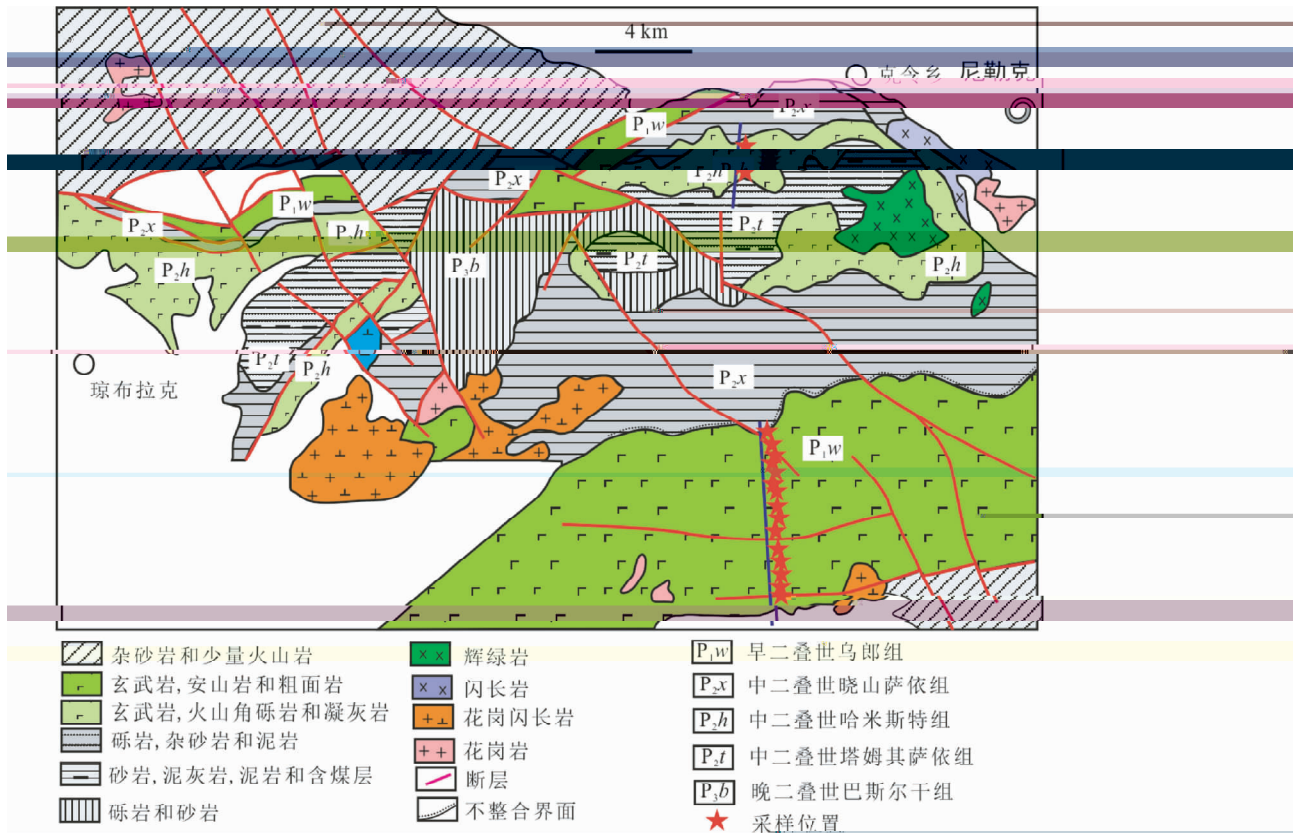 4 km
克令乡 尼勒克
P₂x
P₁w
P₂h P₂h
P₂x
P₁w
P₂x
P₂h
P₂t
P₂h
P₃b
P₂t
P₂h
P₂t
P₂h
P₂x
琼布拉克
P₁w
杂砂岩和少量火山岩
玄武岩,安山岩和粗面岩
玄武岩,火山角砾岩和凝灰岩
砾岩,杂砂岩和泥岩
砂岩,泥灰岩,泥岩和含煤层
砾岩和砂岩
辉绿岩
闪长岩
花岗闪长岩
花岗岩
断层
不整合界面
P₁w 早二叠世乌郎组
P₂x 中二叠世晓山萨依组
P₂h 中二叠世哈米斯特组
P₂t 中二叠世塔姆其萨依组
P₃b 晚二叠世巴斯尔干组
采样位置